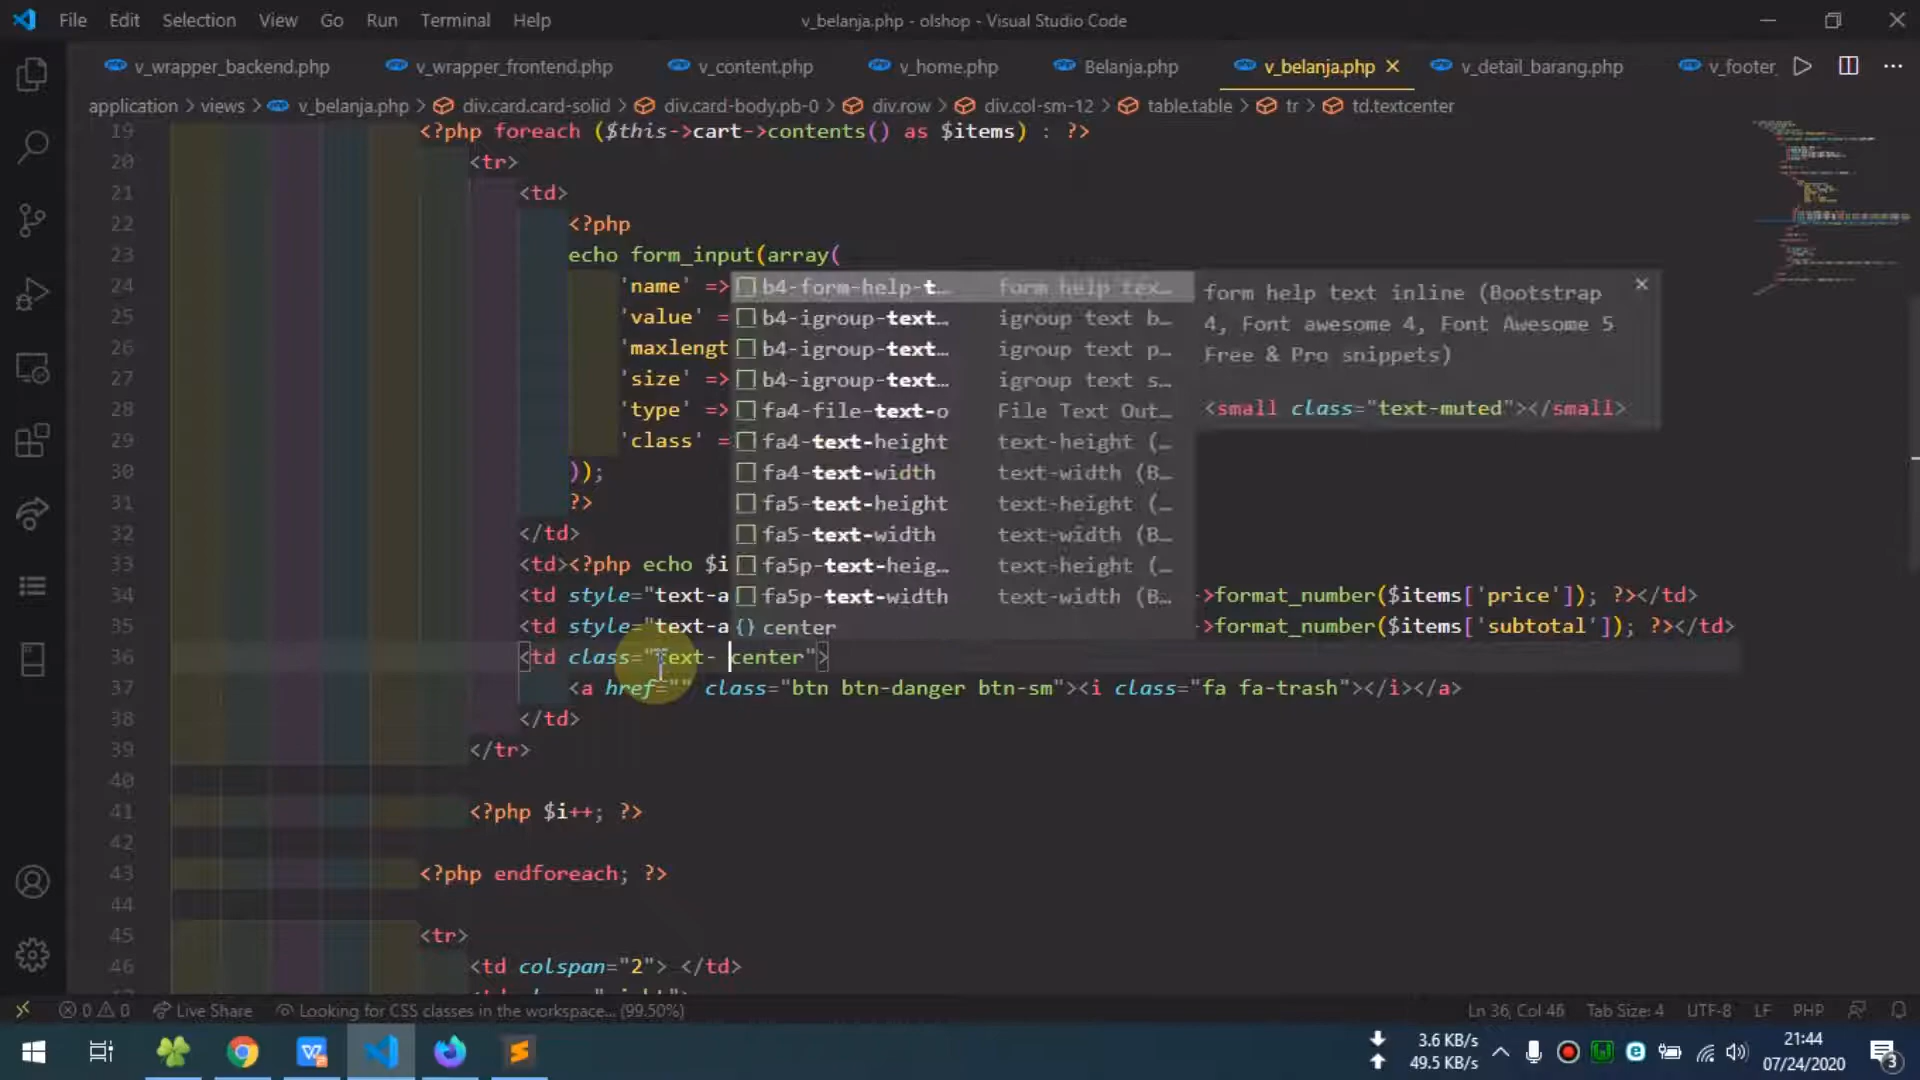 File Edit Selection View Go Run Terminal Help v_belanja.php - olshop - Visual Studio Code
v_wrapper_backend.php v_wrapper_frontend.php v_content.php v_home.php Belanja.php v_belanja.php v_detail_barang.php v_footer
application > views > v_belanja.php > div.card.card-solid > div.card-body.pb-0 > div.row > div.col-sm-12 > table.table > tr > td.textcenter
19 <?php foreach ($this->cart->contents() as $items) : ?>
20 <tr>
21 <td>
22 <?php
23 echo form_input(array(
24 'name' => b4-form-help-t… form help tex…
25 'value' = b4-igroup-text… igroup text b…
26 'maxlengt b4-igroup-text… igroup text p…
27 'size' => b4-igroup-text… igroup text s…
28 'type' => fa4-file-text-o File Text Out…
29 'class' = fa4-text-height text-height (…
30 )); fa4-text-width text-width (B…
31 ?> fa5-text-height text-height (…
32 </td> fa5-text-width text-width (B…
33 <td><?php echo $i fa5p-text-heig… text-height (…
34 <td style="text-a fa5p-text-width text-width (B… >format_number($items['price']); ?></td>
35 <td style="text-a {} center >format_number($items['subtotal']); ?></td>
form help text inline (Bootstrap
4, Font awesome 4, Font Awesome 5
Free & Pro snippets)
<small class="text-muted"></small>
36 <td class="text- center">
37 <a href="" class="btn btn-danger btn-sm"><i class="fa fa-trash"></i></a>
38 </td>
39 </tr>
40
41 <?php $i++; ?>
42
43 <?php endforeach; ?>
44
45 <tr>
46 <td colspan="2"> </td>
0 0 Live Share Looking for CSS classes in the workspace... (99.50%) Ln 36, Col 46 Tab Size: 4 UTF-8 LF PHP
3.6 KB/s
49.5 KB/s
21:44
07/24/2020
3